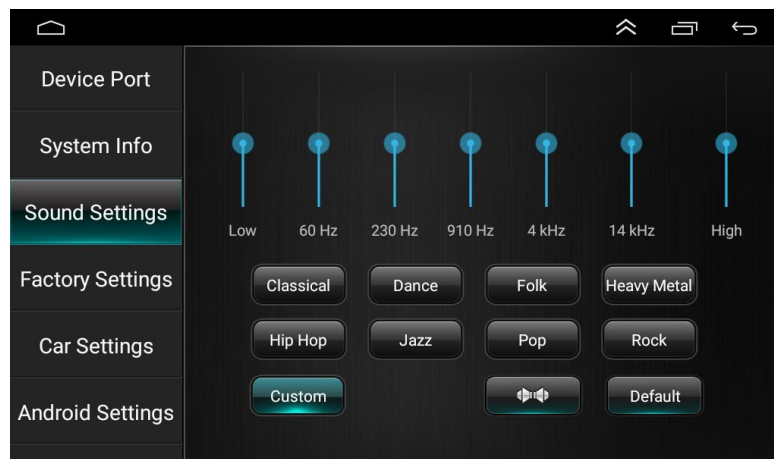 Device Port
System Info
Sound Settings
Factory Settings
Car Settings
Android Settings
Low 60 Hz 230 Hz 910 Hz 4 kHz 14 kHz High
Classical Dance Folk Heavy Metal
Hip Hop Jazz Pop Rock
Custom Default